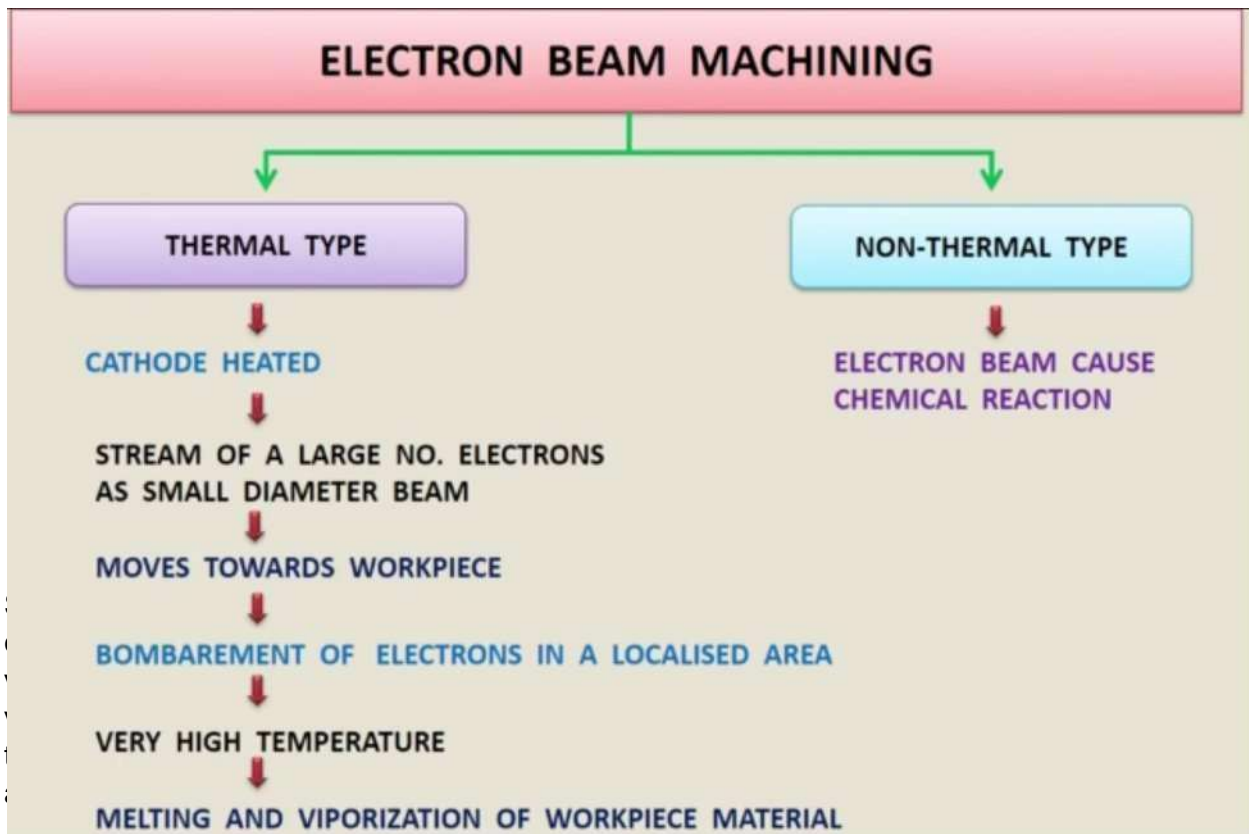 ELECTRON BEAM MACHINING
THERMAL TYPE
CATHODE HEATED
STREAM OF A LARGE NO. ELECTRONS
AS SMALL DIAMETER BEAM
MOVES TOWARDS WORKPIECE
BOMBAREMENT OF ELECTRONS IN A LOCALISED AREA
VERY HIGH TEMPERATURE
MELTING AND VIPORIZATION OF WORKPIECE MATERIAL
NON-THERMAL TYPE
ELECTRON BEAM CAUSE
CHEMICAL REACTION